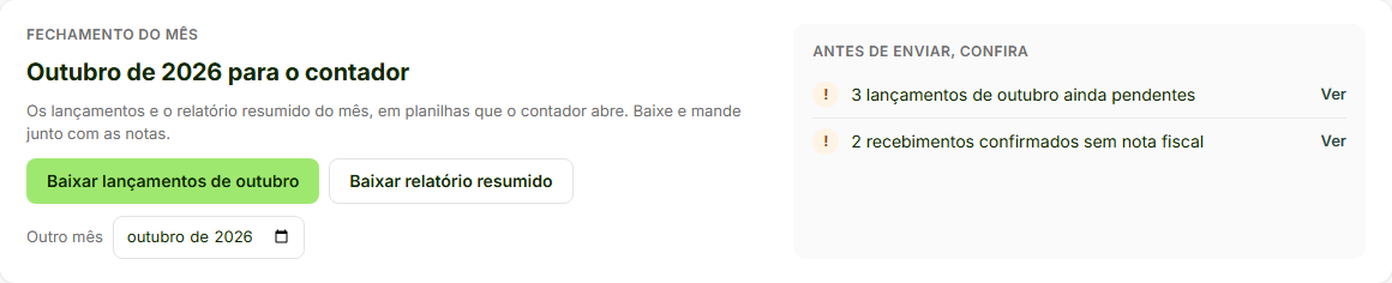 FECHAMENTO DO MÊS
Outubro de 2026 para o contador
Os lançamentos e o relatório resumido do mês, em planilhas que o contador abre. Baixe e mande
junto com as notas.
Baixar lançamentos de outubro
Baixar relatório resumido
Outro mês
outubro de 2026
ANTES DE ENVIAR, CONFIRA
! 3 lançamentos de outubro ainda pendentes Ver
! 2 recebimentos confirmados sem nota fiscal Ver